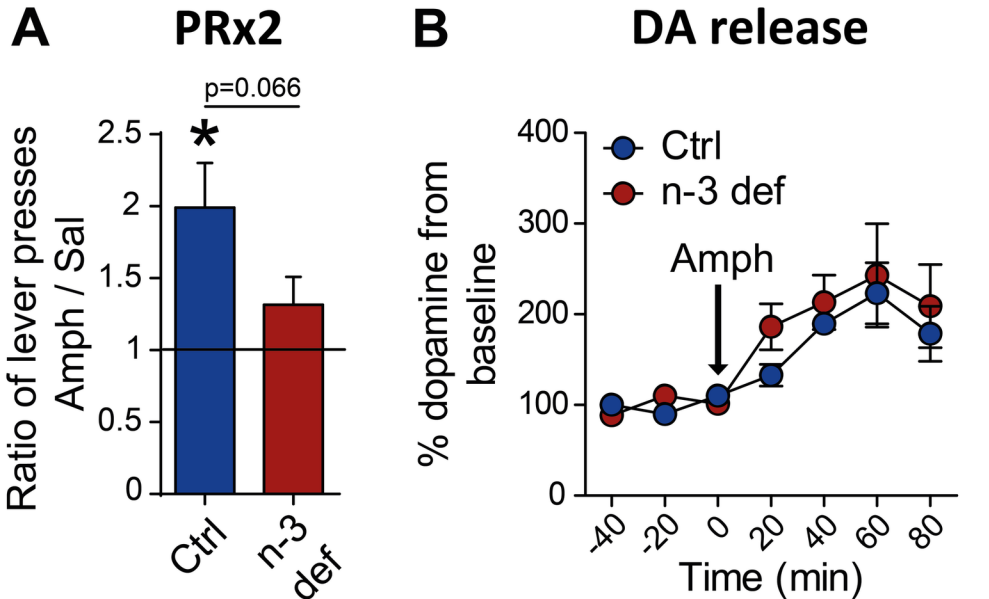 A
PRx2
p=0.066
*
Ratio of lever presses
Amph / Sal
2.5
2
1.5
1
0.5
0
Ctrl
n-3
def
B
DA release
% dopamine from
baseline
400
300
200
100
0
Ctrl
n-3 def
Amph
-40
-20
0
20
40
60
80
Time (min)